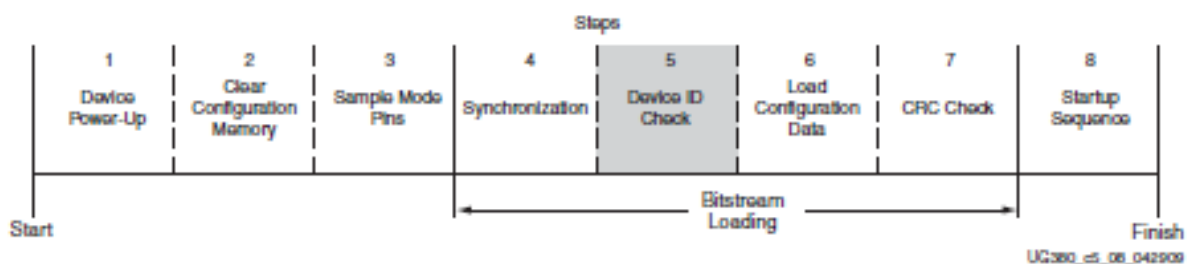 Steps
1
Device
Power-Up
2
Clear
Configuration
Memory
3
Sample Mode
Pins
4
Synchronization
5
Device ID
Check
6
Load
Configuration
Data
7
CRC Check
8
Startup
Sequence
Bitstream
Loading
Start
Finish
UG380_c5_08_042909